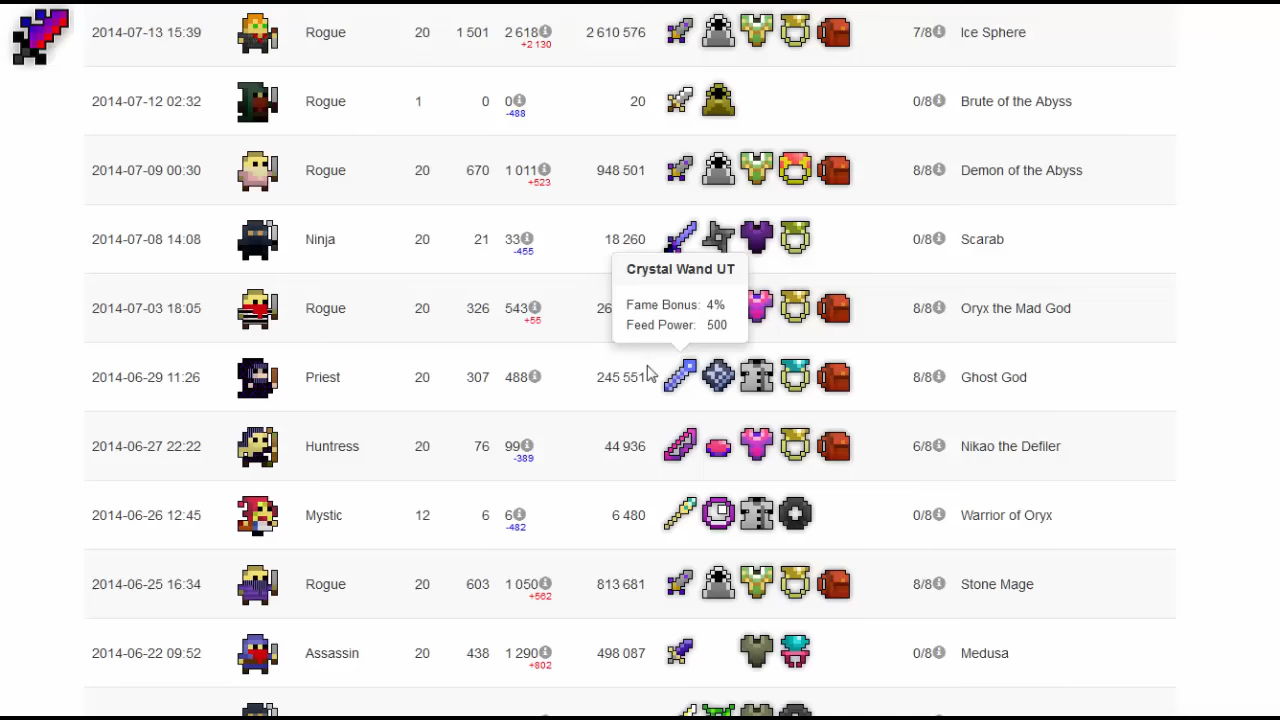 2014-07-13 15:39 Rogue 20 1 501 2 618 2 610 576 7/8 Ice Sphere
+2 130
2014-07-12 02:32 Rogue 1 0 0 20 0/8 Brute of the Abyss
-488
2014-07-09 00:30 Rogue 20 670 1 011 948 501 8/8 Demon of the Abyss
+523
2014-07-08 14:08 Ninja 20 21 33 18 260 0/8 Scarab
-455
Crystal Wand UT
Fame Bonus: 4%
Feed Power: 500
2014-07-03 18:05 Rogue 20 326 543 8/8 Oryx the Mad God
+55
2014-06-29 11:26 Priest 20 307 488 245 551 8/8 Ghost God
2014-06-27 22:22 Huntress 20 76 99 44 936 6/8 Nikao the Defiler
-389
2014-06-26 12:45 Mystic 12 6 6 6 480 0/8 Warrior of Oryx
-482
2014-06-25 16:34 Rogue 20 603 1 050 813 681 8/8 Stone Mage
+562
2014-06-22 09:52 Assassin 20 438 1 290 498 087 0/8 Medusa
+802